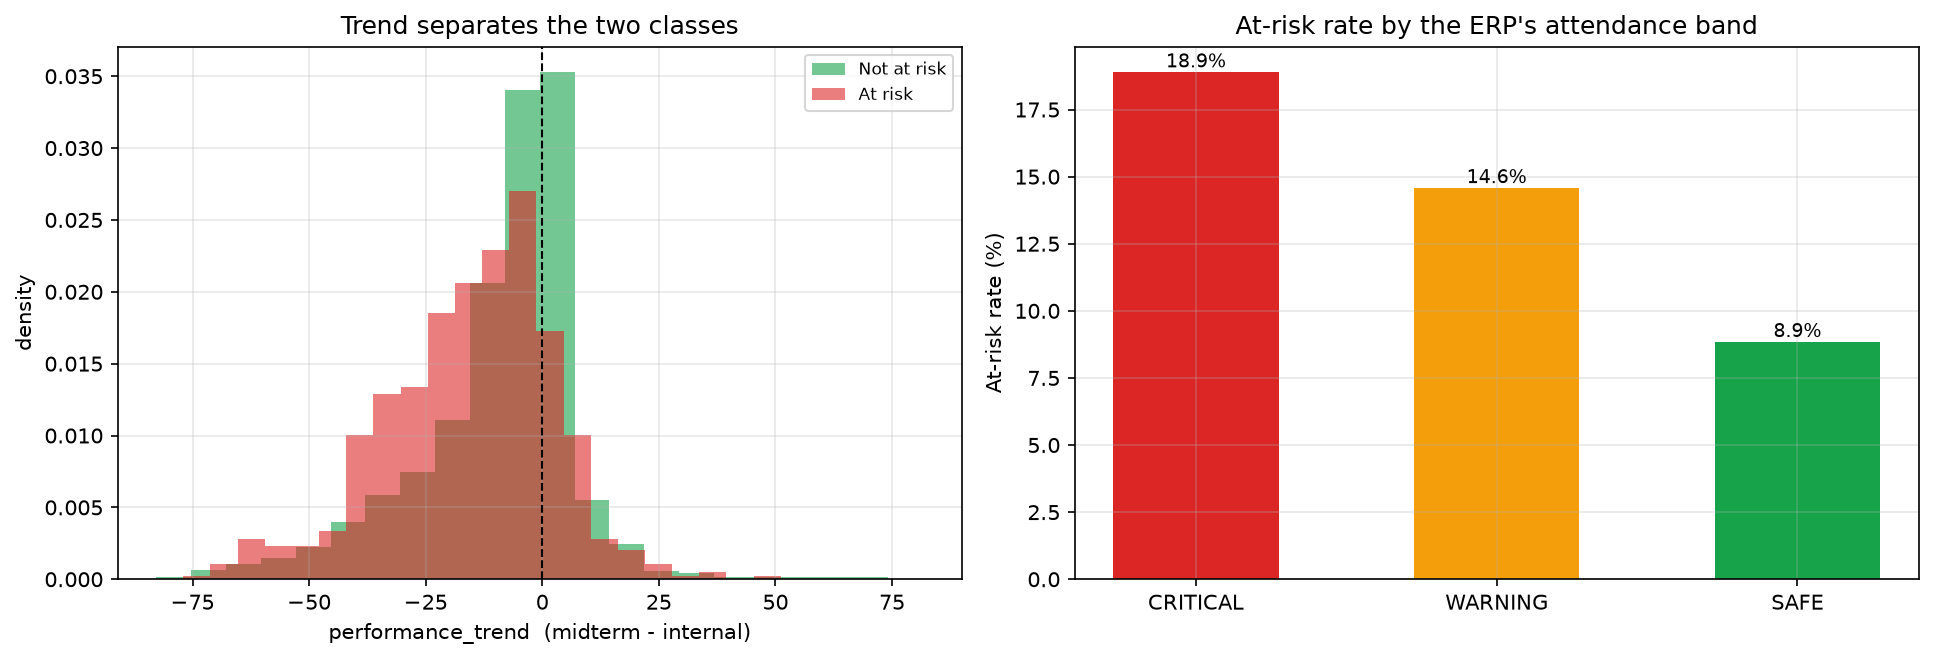 Trend separates the two classes
Not at risk
At risk
0.035
0.030
0.025
0.020
0.015
0.010
0.005
0.000
density
−75
−50
−25
0
25
50
75
performance_trend (midterm - internal)
At-risk rate by the ERP's attendance band
18.9%
14.6%
8.9%
17.5
15.0
12.5
10.0
7.5
5.0
2.5
0.0
At-risk rate (%)
CRITICAL
WARNING
SAFE